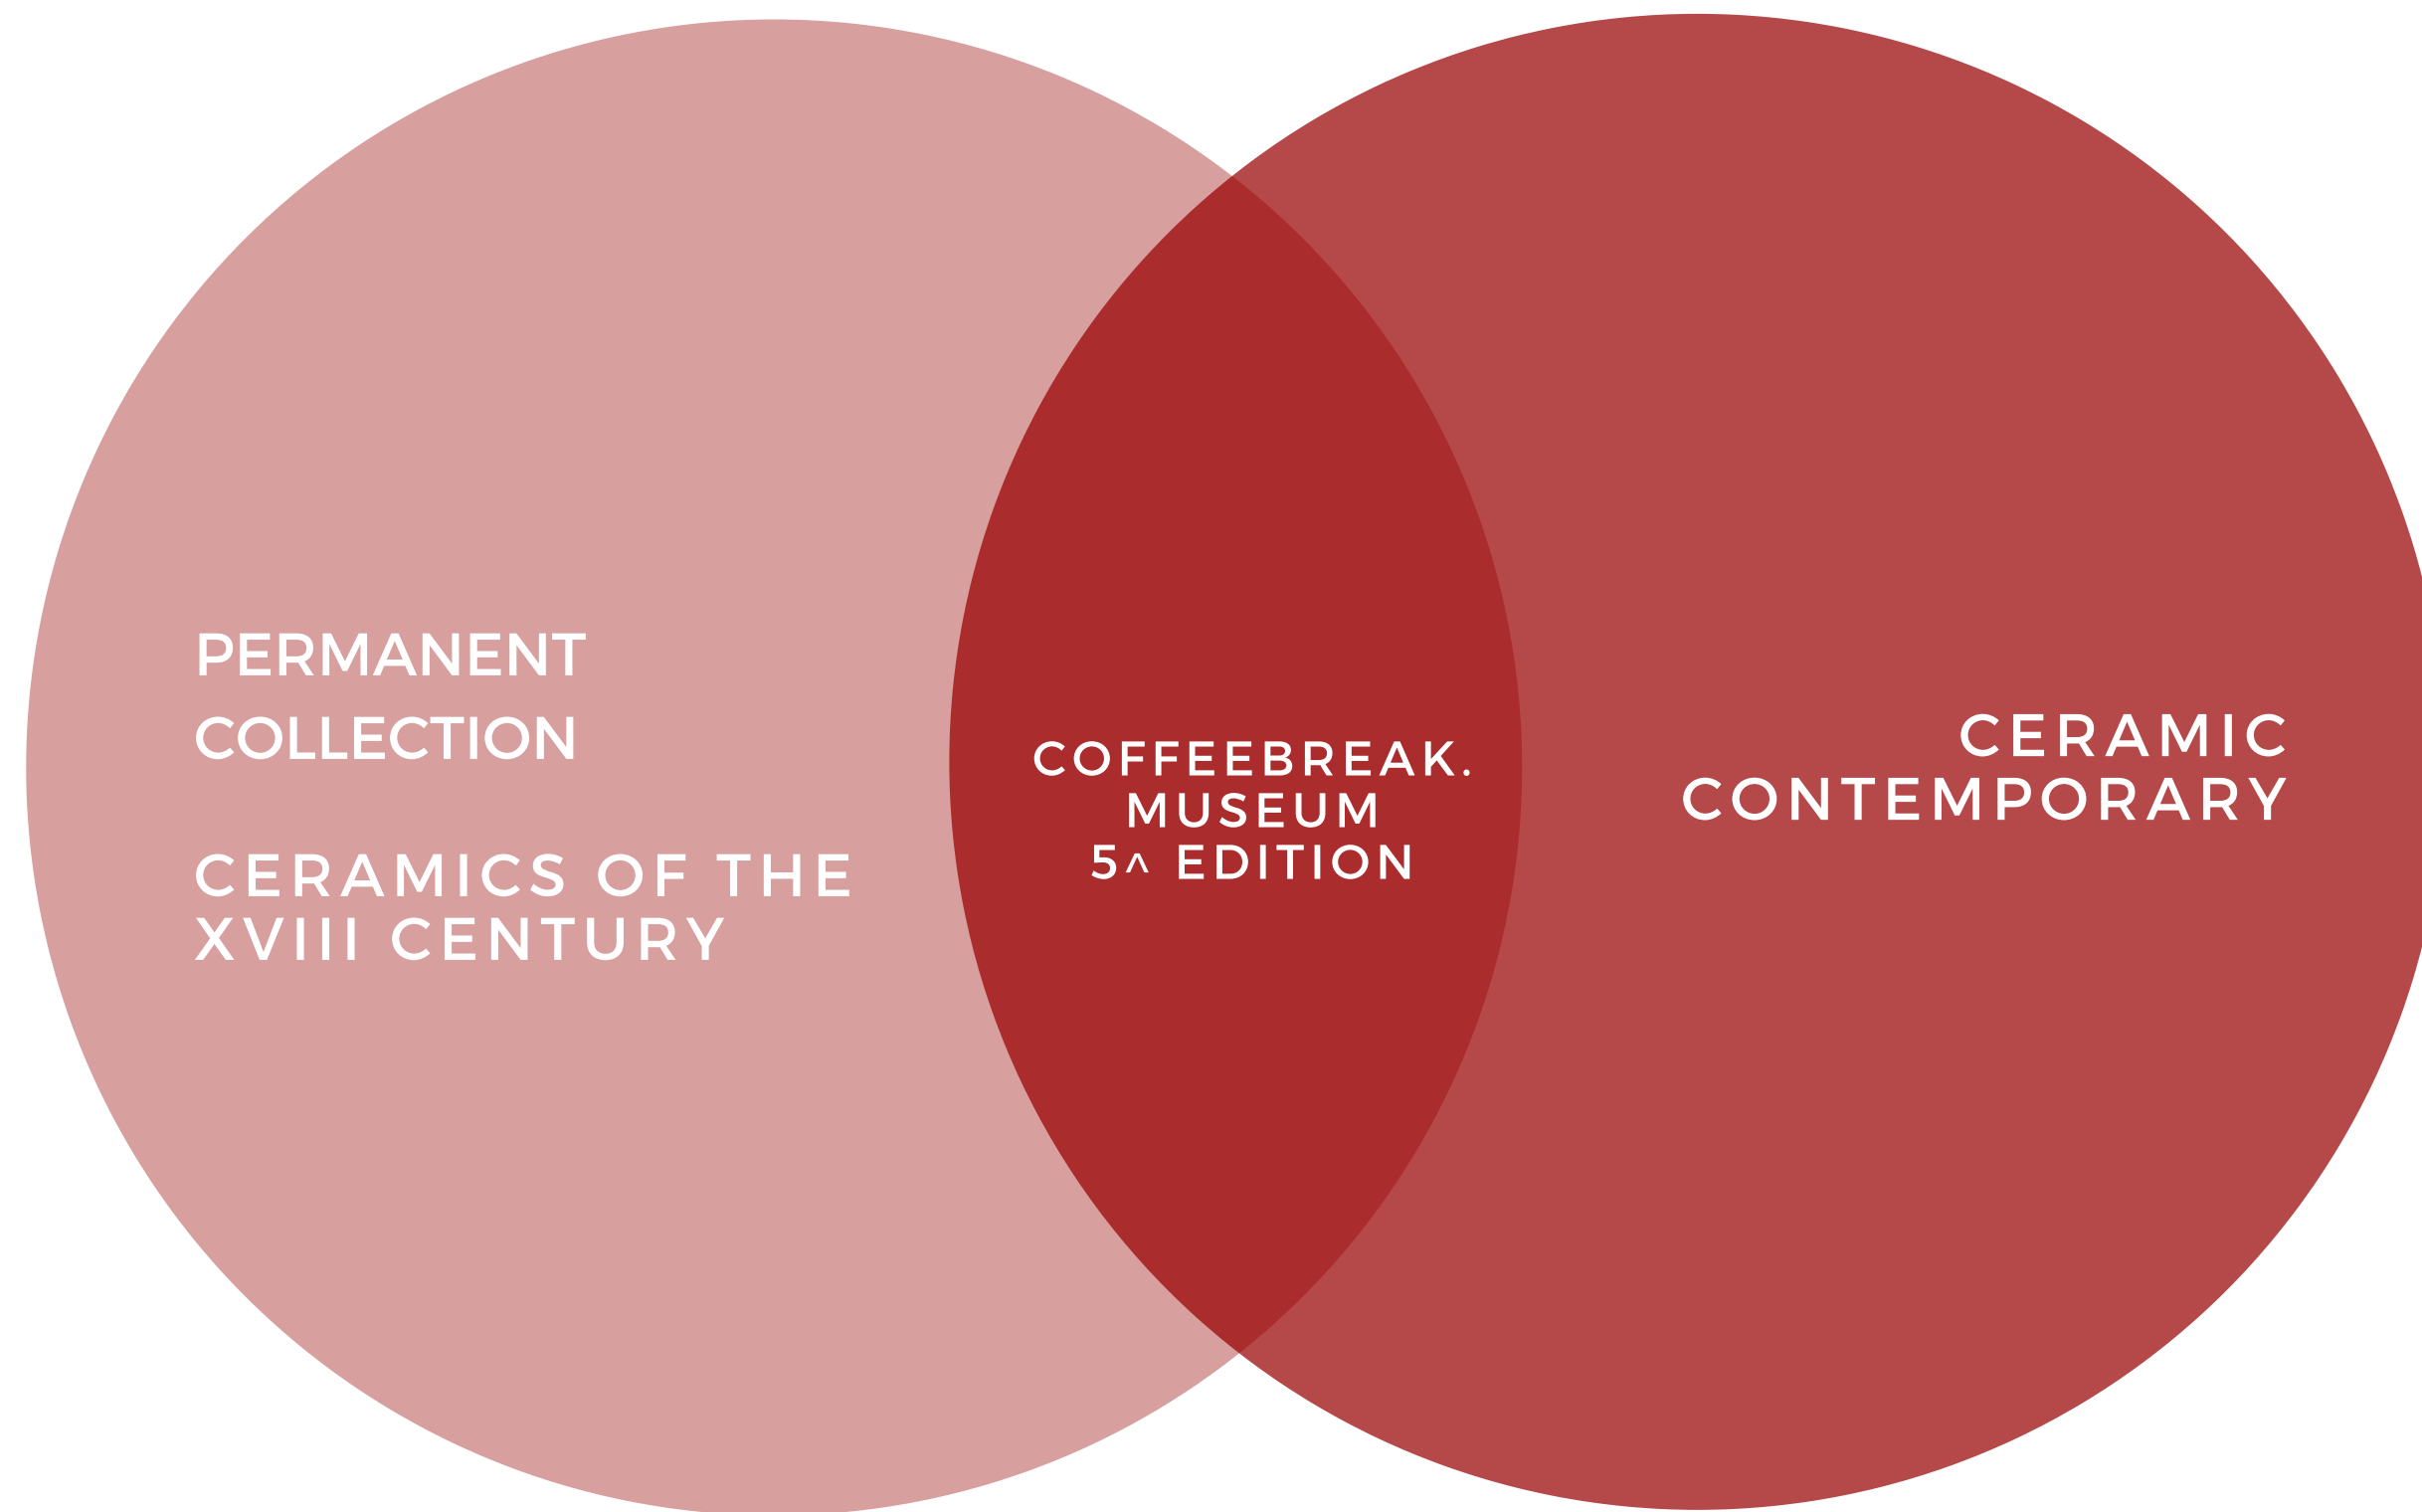 PERMANENT
COLLECTION
CERAMICS OF THE
XVIII CENTURY
COFFEEBREAK.
MUSEUM
5^ EDITION
CERAMIC
CONTEMPORARY